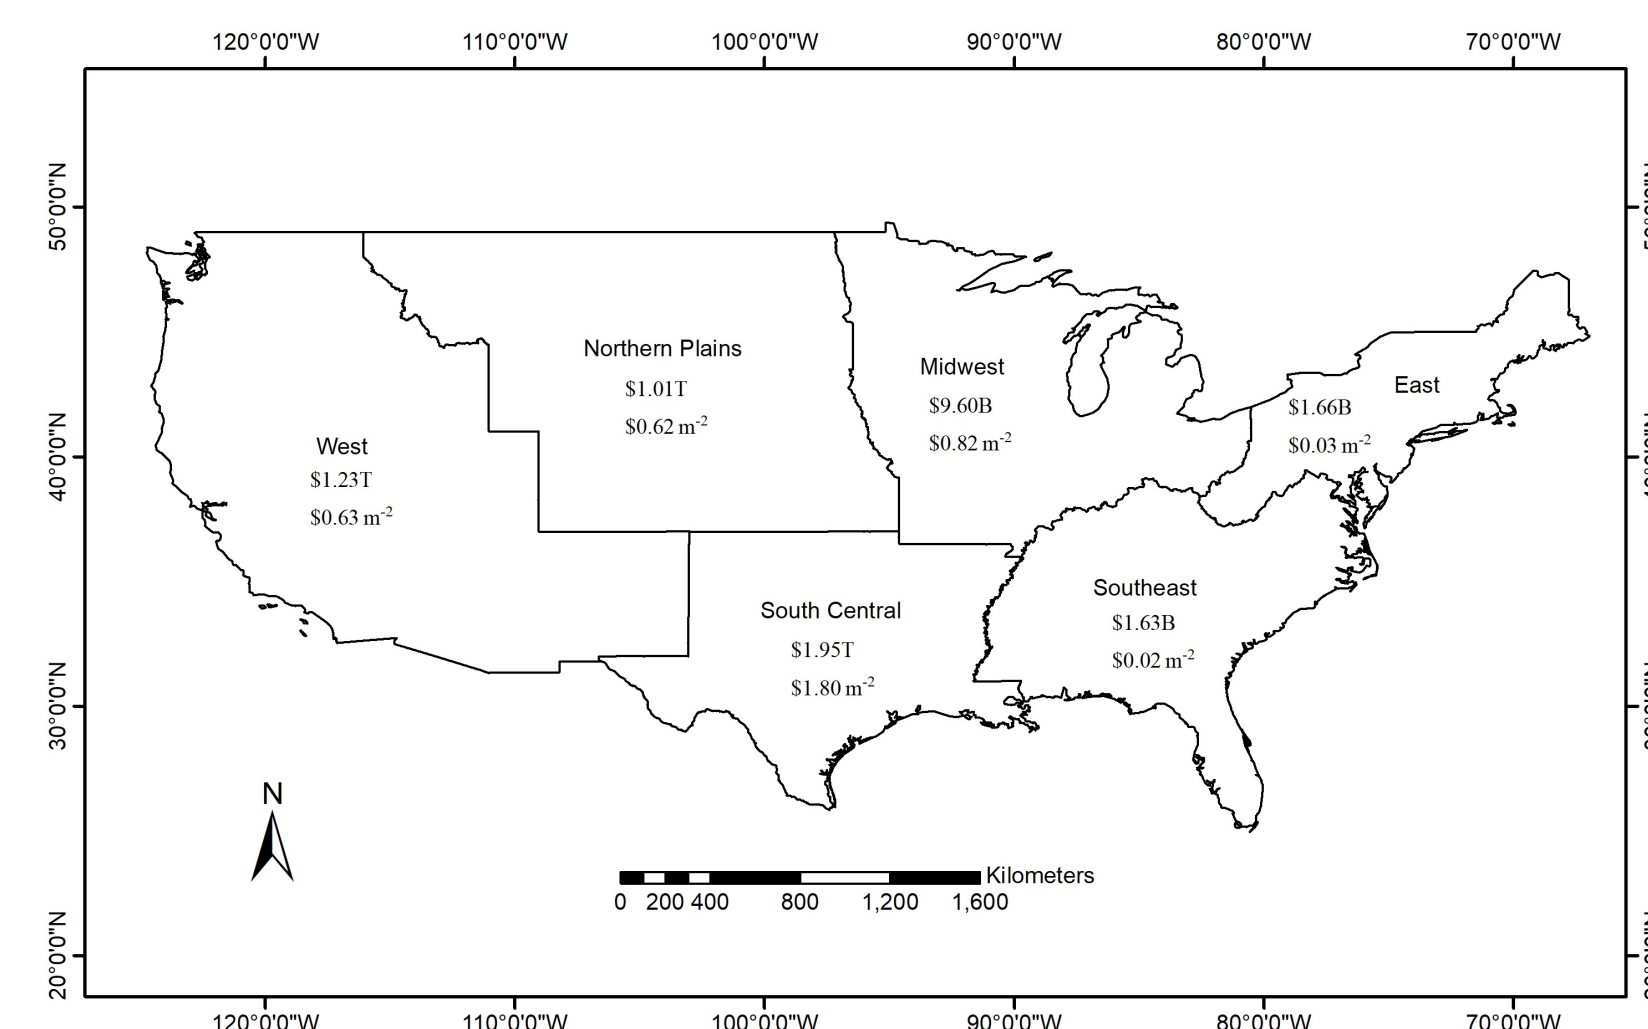 120°0'0"W 110°0'0"W 100°0'0"W 90°0'0"W 80°0'0"W 70°0'0"W
50°0'0"N
40°0'0"N
30°0'0"N
20°0'0"N
Northern Plains
$1.01T
$0.62 m-2
Midwest
$9.60B
$0.82 m-2
East
$1.66B
$0.03 m-2
West
$1.23T
$0.63 m-2
South Central
$1.95T
$1.80 m-2
Southeast
$1.63B
$0.02 m-2
N
Kilometers
0 200 400 800 1,200 1,600
120°0'0"W 110°0'0"W 100°0'0"W 90°0'0"W 80°0'0"W 70°0'0"W